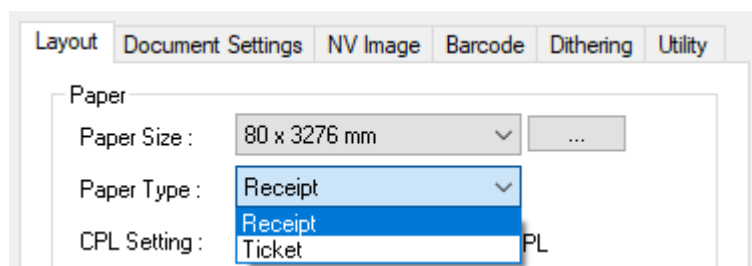 Layout Document Settings NV Image Barcode Dithering Utility
Paper
Paper Size : 80 x 3276 mm ...
Paper Type : Receipt
Receipt
CPL Setting : Ticket PL